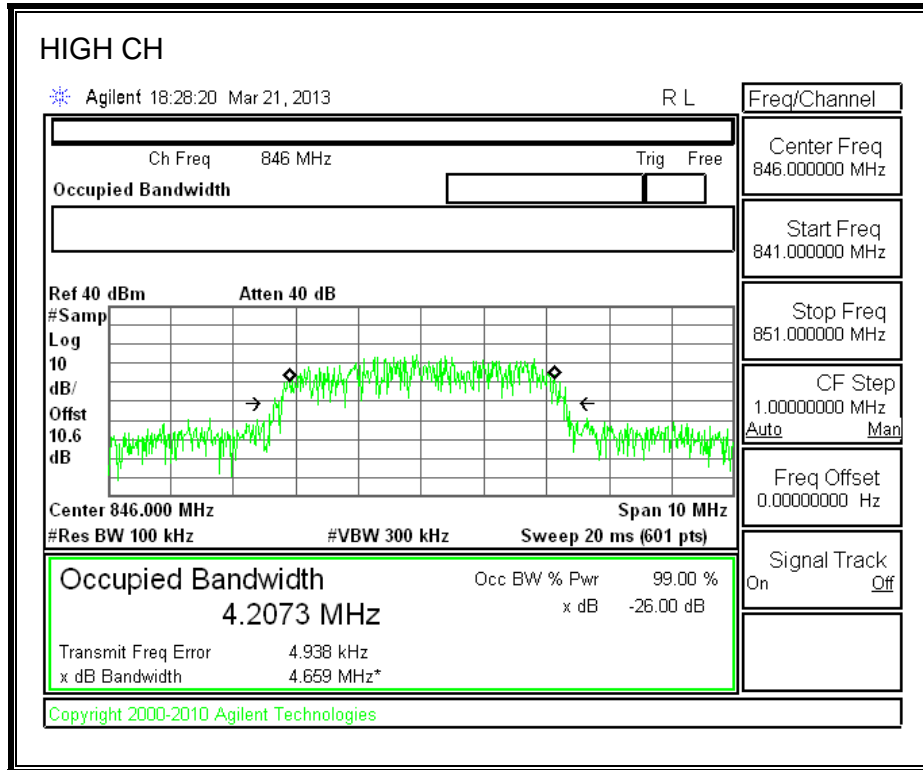 HIGH CH
Agilent 18:28:20 Mar 21, 2013 R L
Freq/Channel
Ch Freq 846 MHz Trig Free
Occupied Bandwidth
Center Freq
846.000000 MHz
Start Freq
841.000000 MHz
Stop Freq
851.000000 MHz
CF Step
1.00000000 MHz
Auto Man
Freq Offset
0.00000000 Hz
Signal Track
On Off
Ref 40 dBm Atten 40 dB
#Samp
Log
10
dB/
Offst
10.6
dB
Center 846.000 MHz Span 10 MHz
#Res BW 100 kHz #VBW 300 kHz Sweep 20 ms (601 pts)
Occupied Bandwidth Occ BW % Pwr 99.00 %
4.2073 MHz x dB -26.00 dB
Transmit Freq Error 4.938 kHz
x dB Bandwidth 4.659 MHz*
Copyright 2000-2010 Agilent Technologies